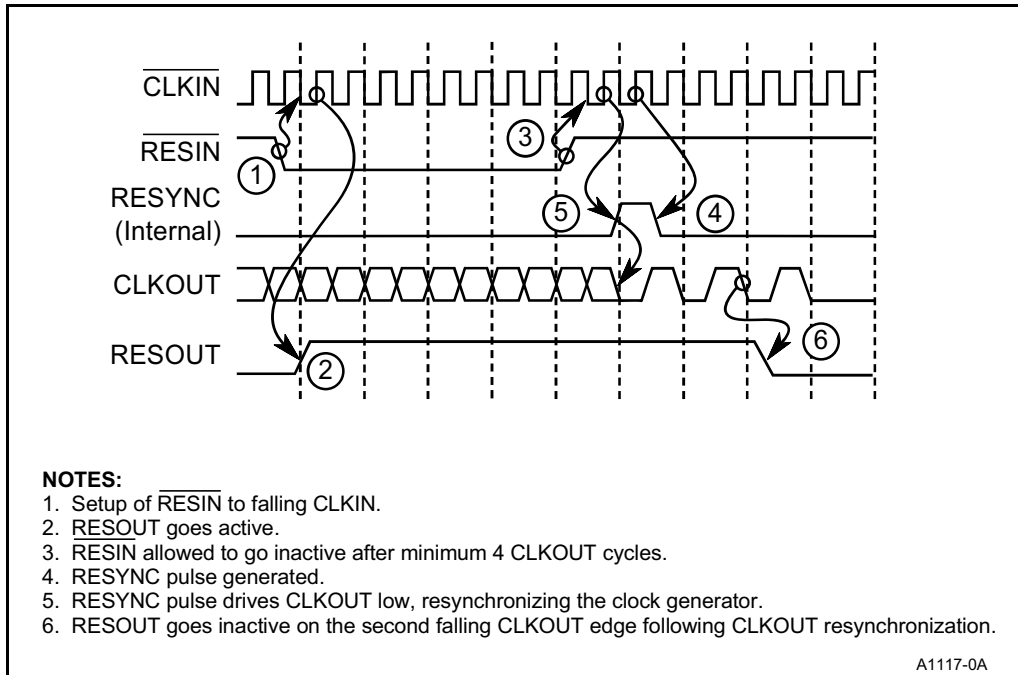 CLKIN
RESIN
RESYNC
(Internal)
CLKOUT
RESOUT
1
3
5
4
2
6
NOTES:
1. Setup of RESIN to falling CLKIN.
2. RESOUT goes active.
3. RESIN allowed to go inactive after minimum 4 CLKOUT cycles.
4. RESYNC pulse generated.
5. RESYNC pulse drives CLKOUT low, resynchronizing the clock generator.
6. RESOUT goes inactive on the second falling CLKOUT edge following CLKOUT resynchronization.
A1117-0A